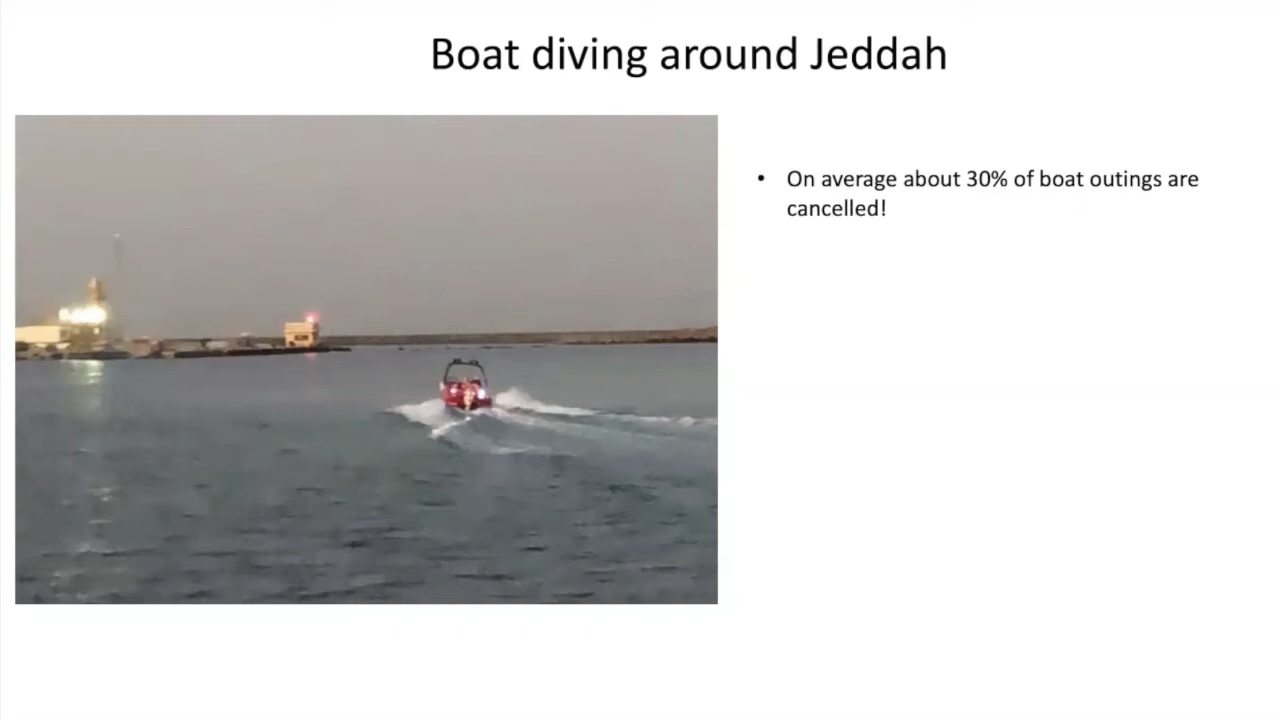 Boat diving around Jeddah
• On average about 30% of boat outings are
cancelled!